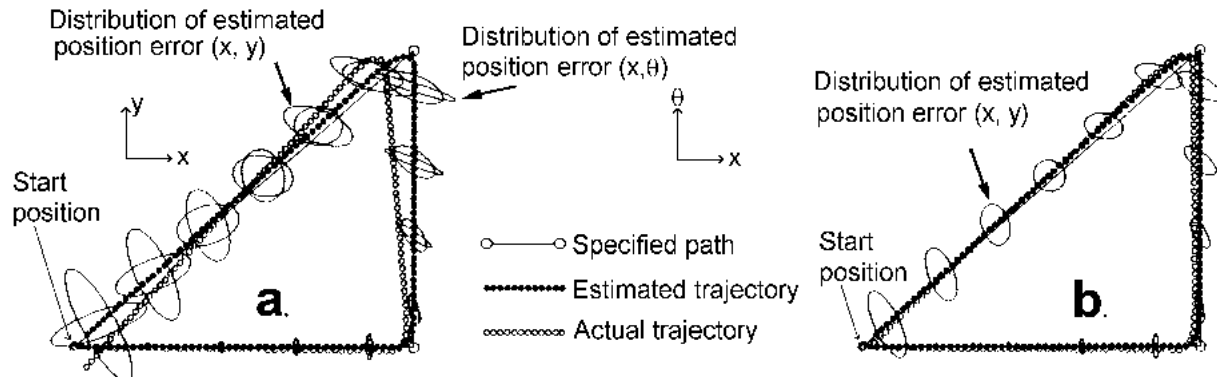 Distribution of estimated
position error (x, y)
Distribution of estimated
position error (x,θ)
y
x
Start
position
a.
θ
x
Specified path
Estimated trajectory
Actual trajectory
Distribution of estimated
position error (x, y)
Start
position
b.